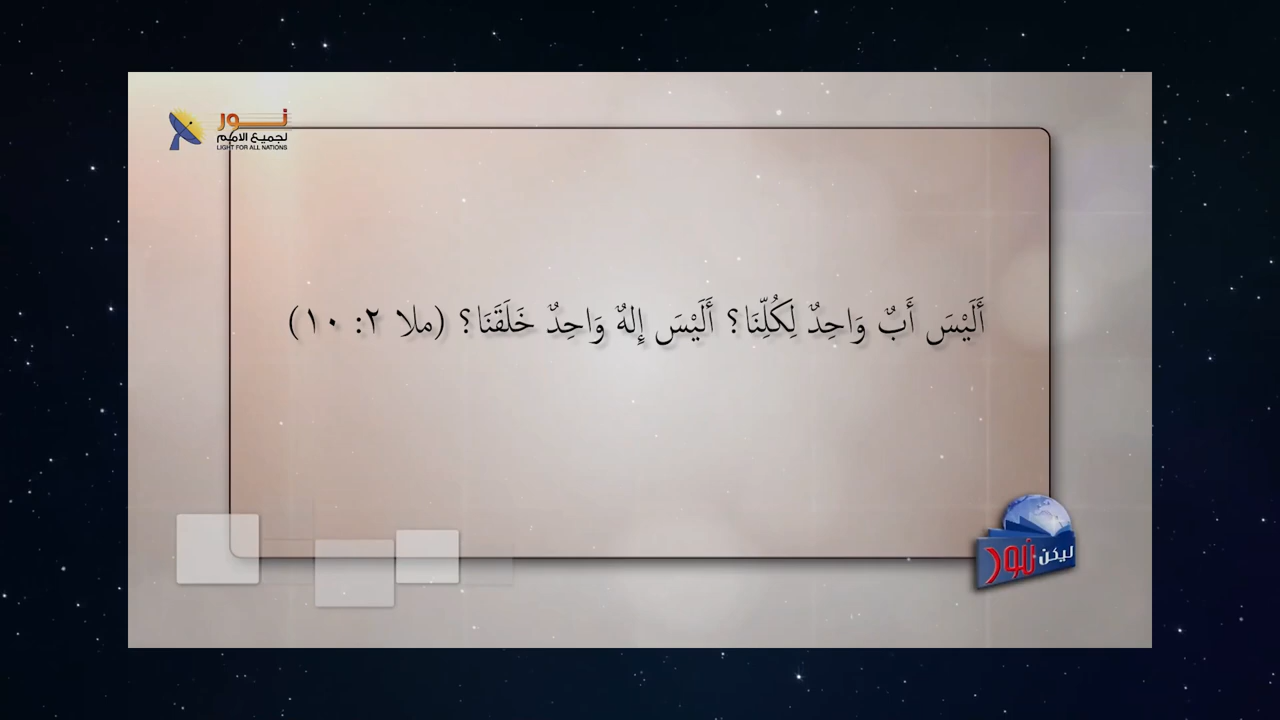 نور
لجميع الامم
LIGHT FOR ALL NATIONS
أَلَيْسَ أَبٌ وَاحِدٌ لِكُلِّنَا؟ أَلَيْسَ إِلهٌ وَاحِدٌ خَلَقَنَا؟ (ملا ٢: ١٠)
ليكن نور